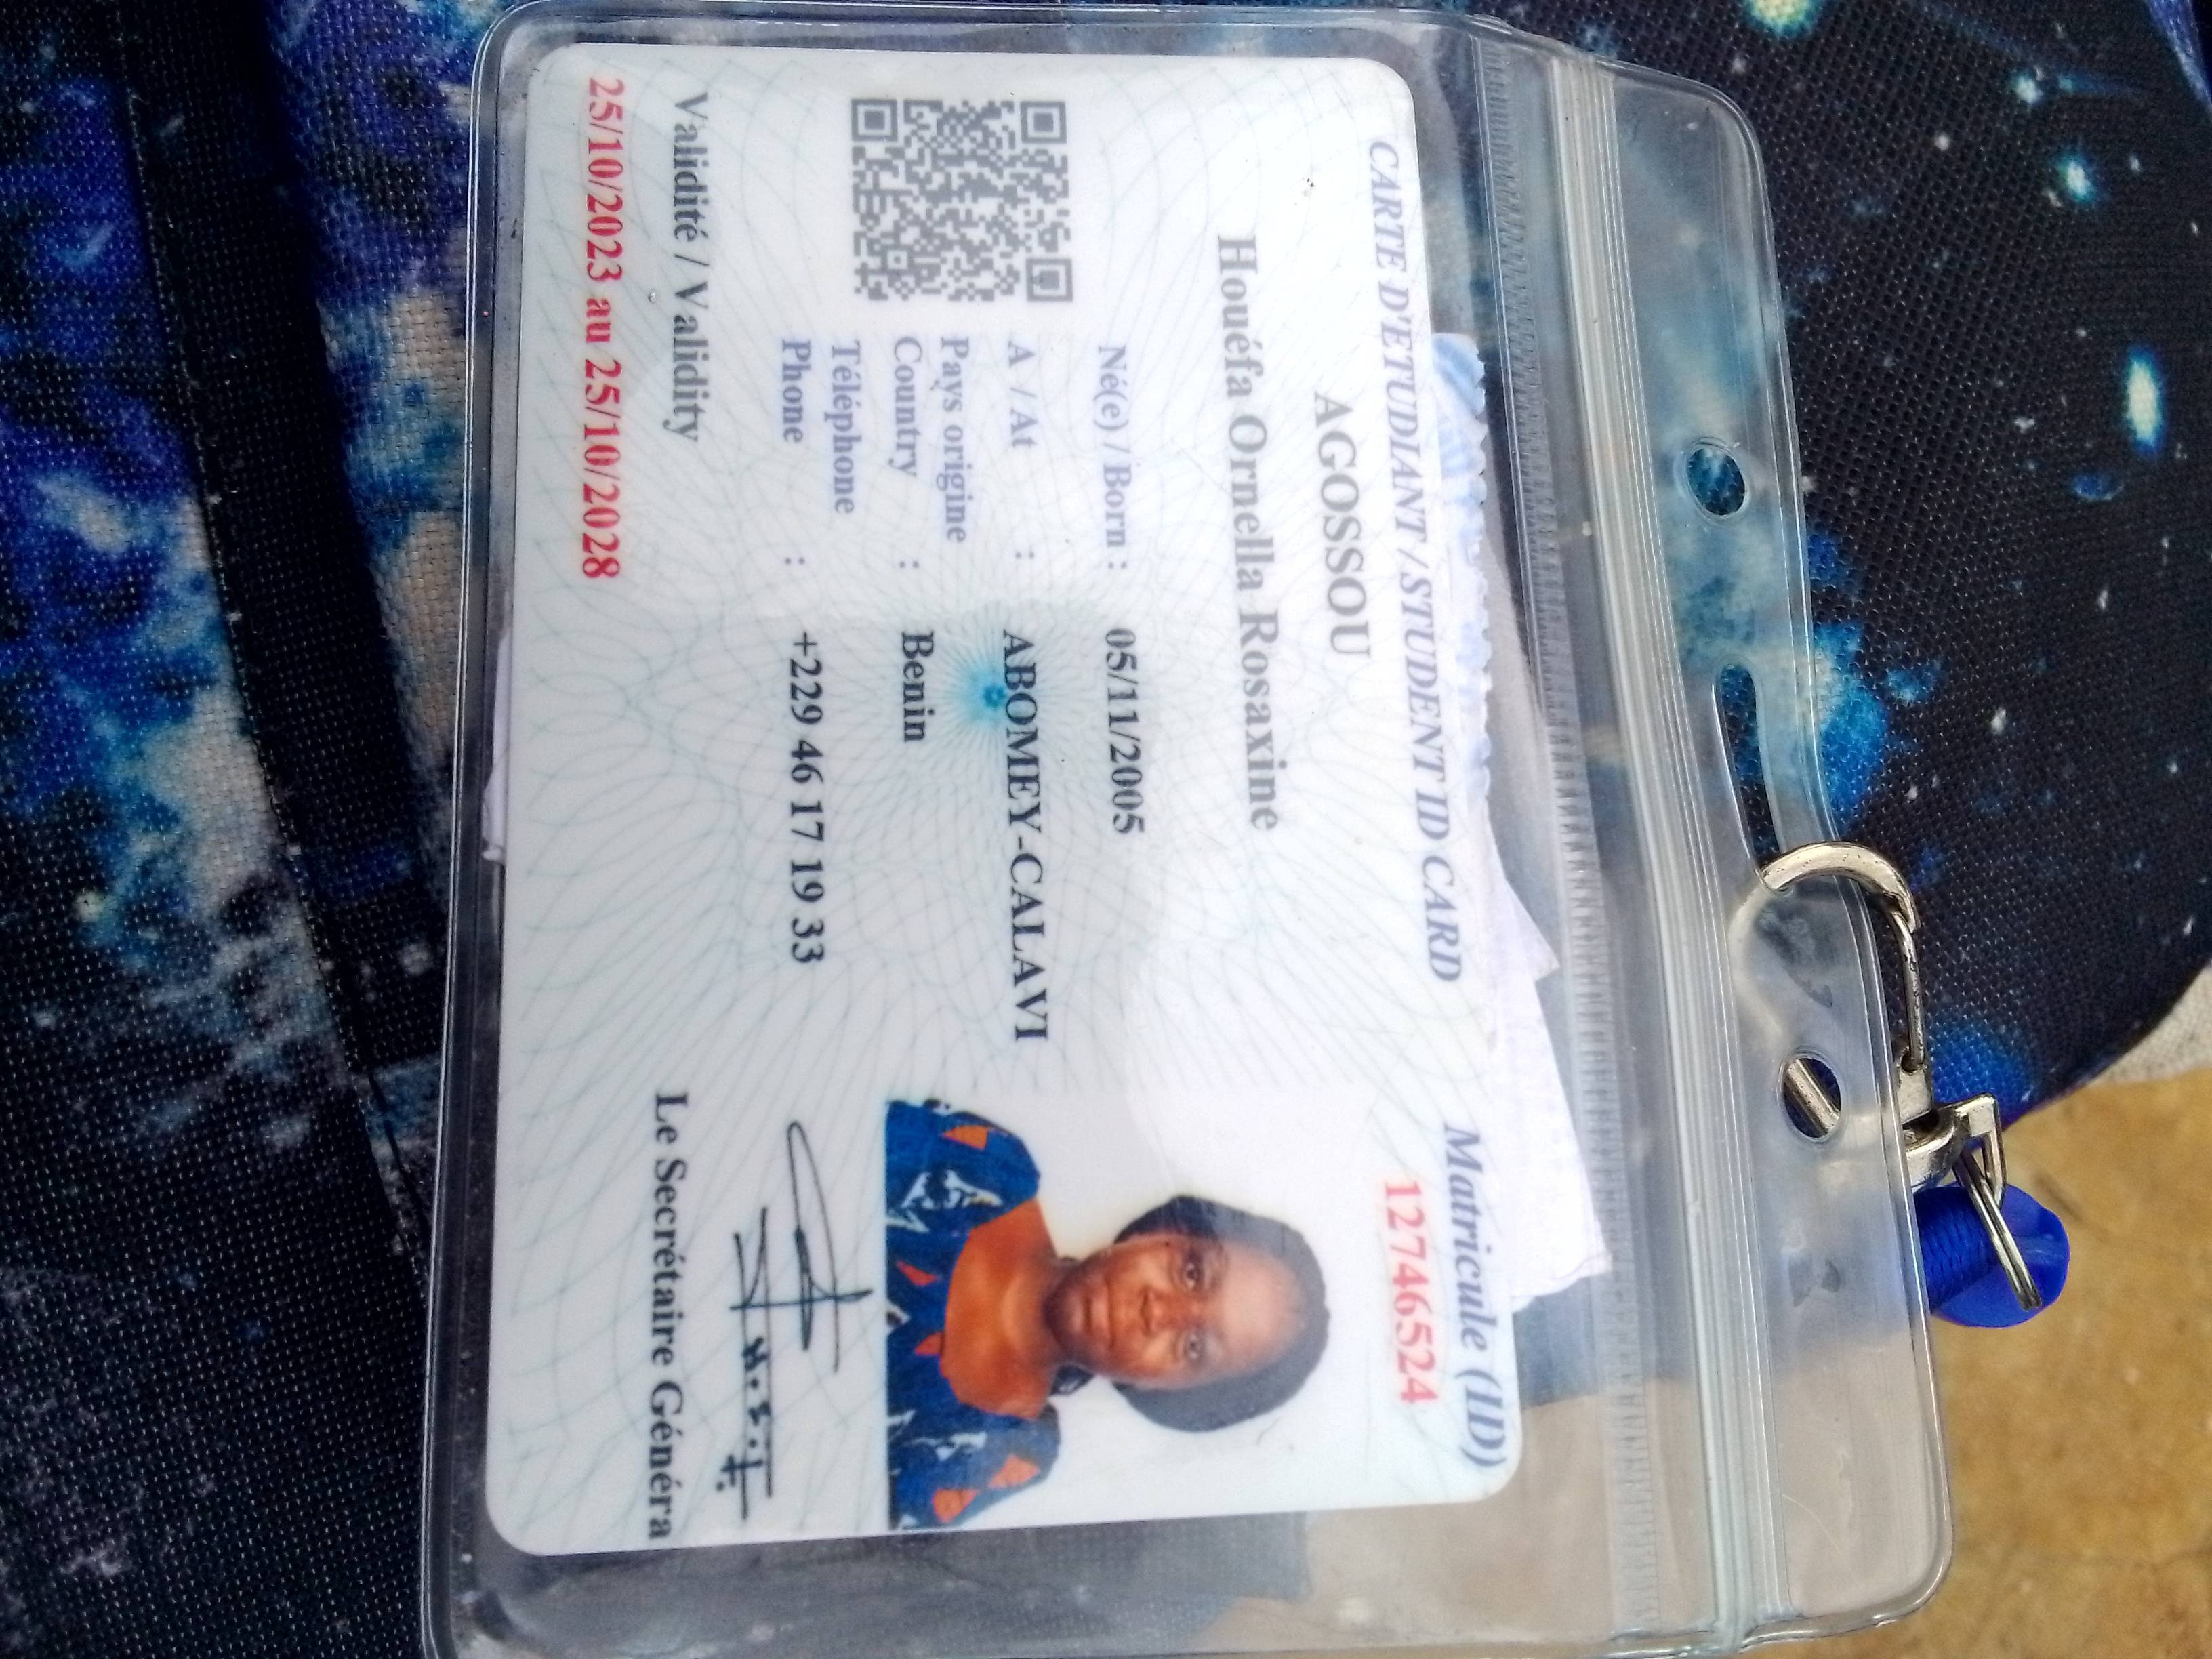 CARTE D'ETUDIANT / STUDENT ID CARD
Matricule (ID)
12746524
AGOSSOU
Houéfa Ornella Rosaxine
Né(e) / Born : 05/11/2005
A / At : ABOMEY-CALAVI
Pays origine
Country : Benin
Téléphone
Phone : +229 46 17 19 33
Validité / Validity
25/10/2023 au 25/10/2028
Le Secrétaire Généra